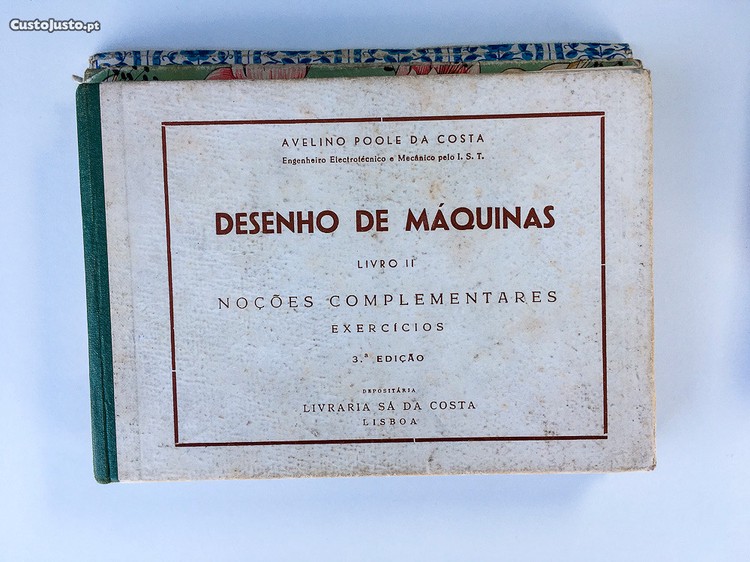 CustoJusto.pt
AVELINO POOLE DA COSTA
Engenheiro Electrotécnico e Mecânico pelo I. S. T.
DESENHO DE MÁQUINAS
LIVRO II
NOÇÕES COMPLEMENTARES
EXERCÍCIOS
3.ª EDIÇÃO
DEPOSITÁRIA
LIVRARIA SÁ DA COSTA
LISBOA